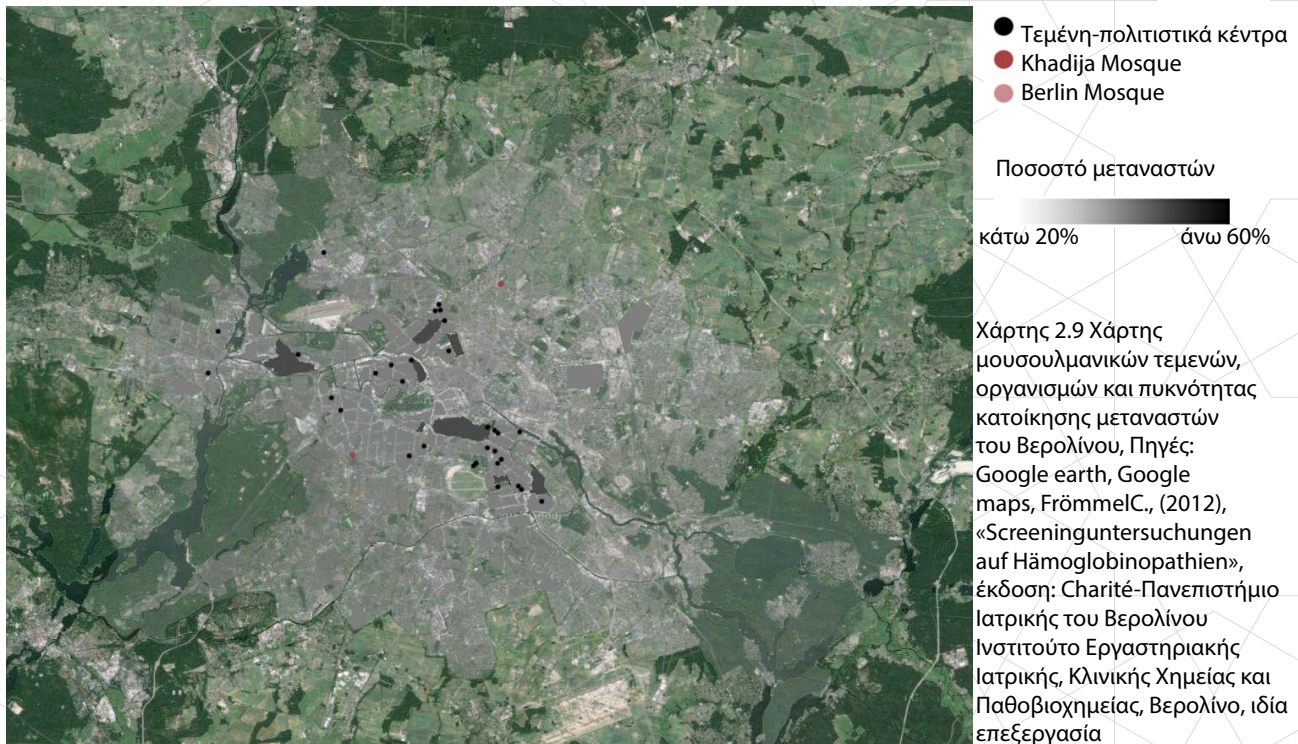 Τεμένη-πολιτιστικά κέντρα
Khadija Mosque
Berlin Mosque
Ποσοστό μεταναστών
κάτω 20% άνω 60%
Χάρτης 2.9 Χάρτης
μουσουλμανικών τεμενών,
οργανισμών και πυκνότητας
κατοίκησης μεταναστών
του Βερολίνου, Πηγές:
Google earth, Google
maps, FrömmelC., (2012),
«Screeninguntersuchungen
auf Hämoglobinopathien»,
έκδοση: Charité-Πανεπιστήμιο
Ιατρικής του Βερολίνου
Ινστιτούτο Εργαστηριακής
Ιατρικής, Κλινικής Χημείας και
Παθοβιοχημείας, Βερολίνο, ιδία
επεξεργασία